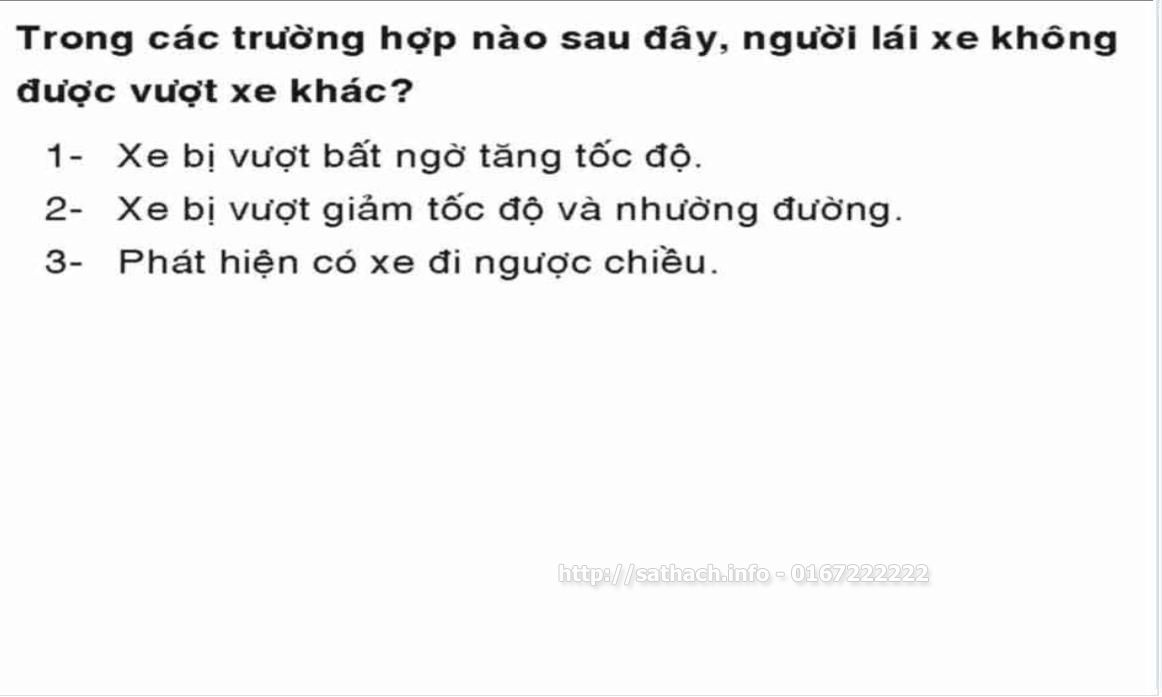 Trong các trường hợp nào sau đây, người lái xe không
được vượt xe khác?
1- Xe bị vượt bất ngờ tăng tốc độ.
2- Xe bị vượt giảm tốc độ và nhường đường.
3- Phát hiện có xe đi ngược chiều.
http://sathach.info - 0167222222